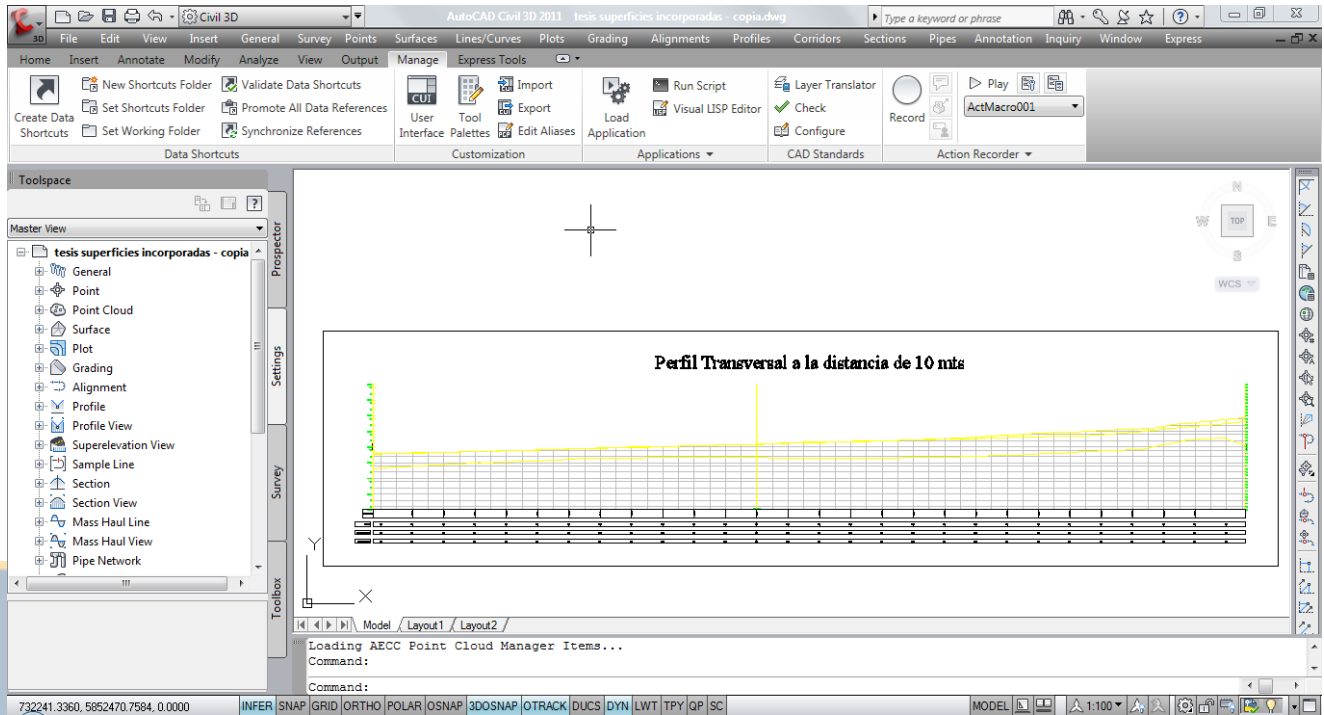 Civil 3D
AutoCAD Civil 3D 2011 tesis superficies incorporadas - copia.dwg
Type a keyword or phrase
3D File Edit View Insert General Survey Points Surfaces Lines/Curves Plots Grading Alignments Profiles Corridors Sections Pipes Annotation Inquiry Window Express
Home Insert Annotate Modify Analyze View Output Manage Express Tools
Create Data Shortcuts
New Shortcuts Folder
Set Shortcuts Folder
Set Working Folder
Validate Data Shortcuts
Promote All Data References
Synchronize References
Data Shortcuts
CUI
User Interface
Tool Palettes
Import
Export
Edit Aliases
Customization
Load Application
Run Script
Visual LISP Editor
Applications
Layer Translator
Check
Configure
CAD Standards
Record
Play
ActMacro001
Action Recorder
Toolspace
Master View
tesis superficies incorporadas - copia
General
Point
Point Cloud
Surface
Plot
Grading
Alignment
Profile
Profile View
Superelevation View
Sample Line
Section
Section View
Mass Haul Line
Mass Haul View
Pipe Network
Prospector
Settings
Survey
Toolbox
N
W TOP E
S
WCS
Perfil Transversal a la distancia de 10 mts
Y
X
Model Layout1 Layout2
Loading AECC Point Cloud Manager Items...
Command:
Command:
732241.3360, 5852470.7584, 0.0000 INFER SNAP GRID ORTHO POLAR OSNAP 3DOSNAP OTRACK DUCS DYN LWT TPY QP SC MODEL 1:100